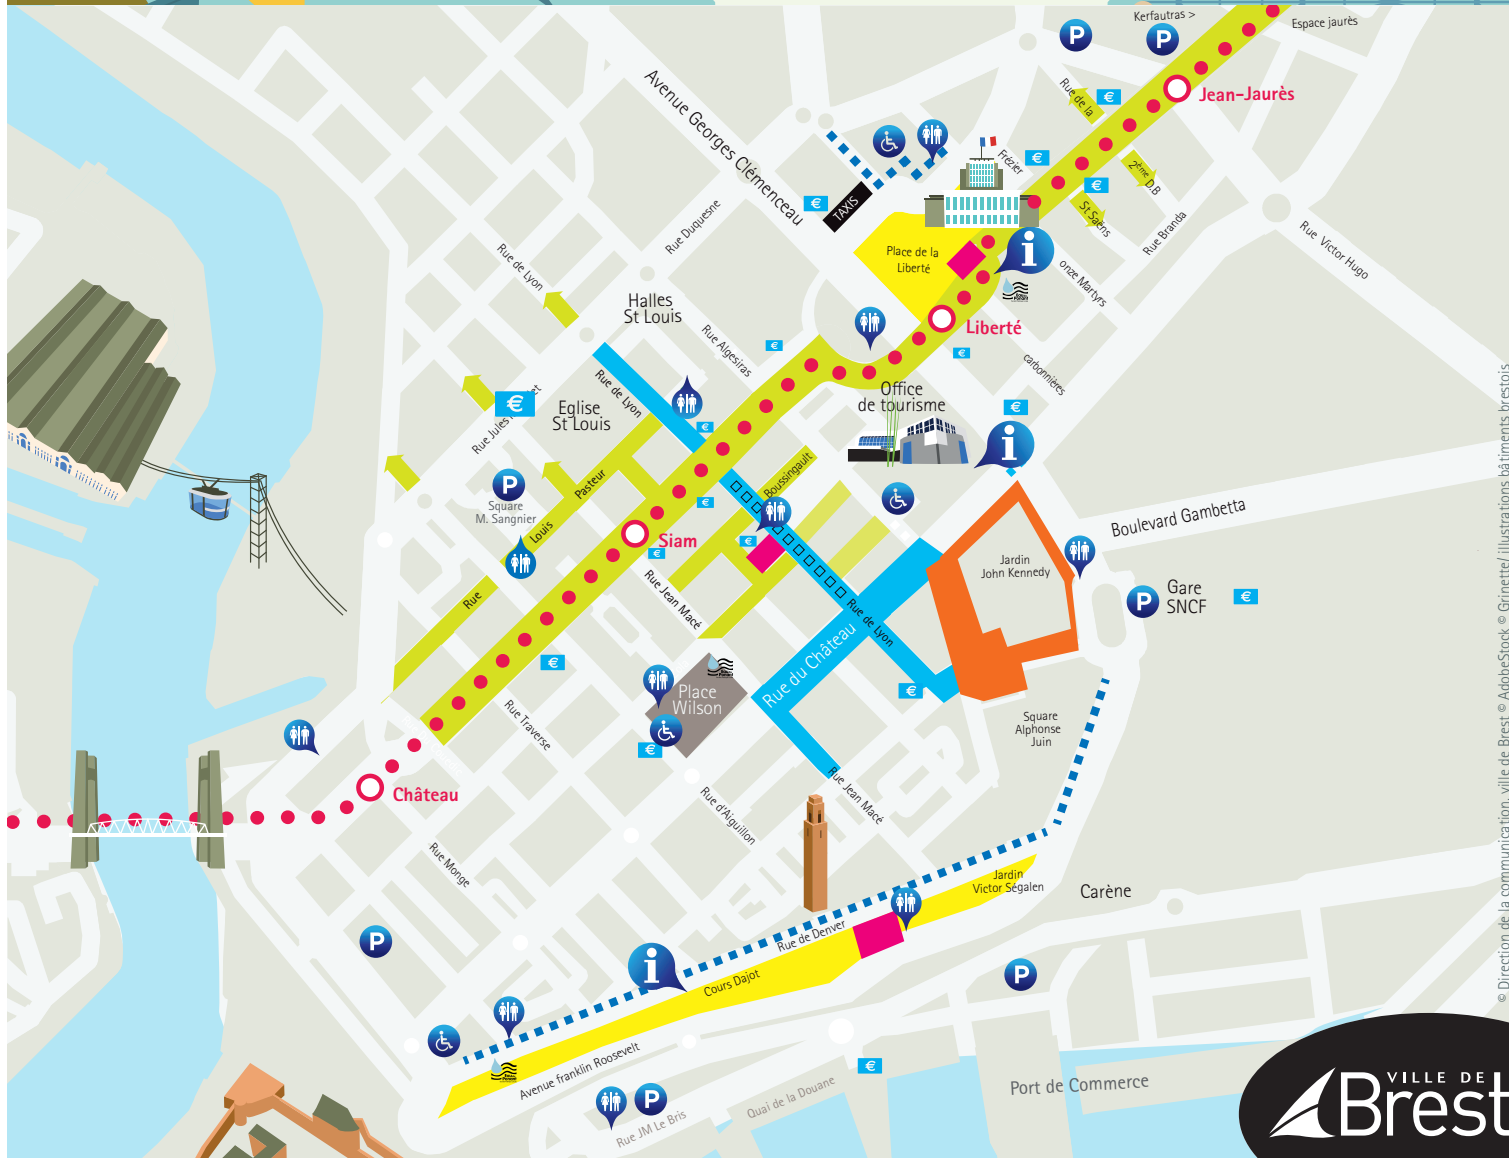 Kerfautras >
Espace jaurès
P
P
Jean-Jaurès
Rue de la
€
Avenue Georges Clémenceau
Frézier
€
2ème D.B
€
St Saëns
Rue Branda
Rue Victor Hugo
€
TAXIS
Rue Duquesne
Place de la
Liberté
i
onze Martyrs
Rue de Lyon
Halles
St Louis
Rue Algesiras
Liberté
€
€
carbonnières
Rue de Lyon
Office
de tourisme
€
Rue Jules
€
Eglise
St Louis
€
i
Boussingault
Pasteur
P
Square
M. Sangnier
€
Boulevard Gambetta
Louis
Siam
€
€
Jardin
John Kennedy
Rue
Rue Jean Macé
Rue de Lyon
P
Gare
SNCF
€
Rue du Château
€
Place
Wilson
€
Rue Traverse
Square
Alphonse
Juin
€
Château
Rue Jean Macé
Rue d'Aiguillon
Rue Monge
Jardin
Victor Ségalen
Carène
P
Rue de Denver
i
Cours Dajot
P
Avenue franklin Roosevelt
€
P
Quai de la Douane
Port de Commerce
Rue JM Le Bris
© Direction de la communication, ville de Brest © AdobeStock © Grinette/ illustrations bâtiments brestois
VILLE DE
Brest